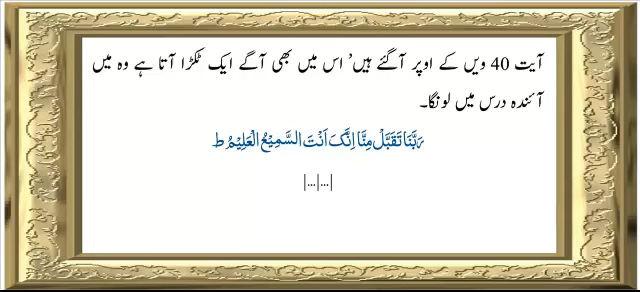 آیت 40 ویں کے اوپر آگئے ہیں’ اس میں بھی آگے ایک ٹکڑا آتا ہے وہ میں
آئندہ درس میں لونگا۔
رَبَّنَا تَقَبَّلْ مِنَّا اِنَّکَ اَنْتَ السَّمِیْعُ الْعَلِیْمُ ط
|...|...|